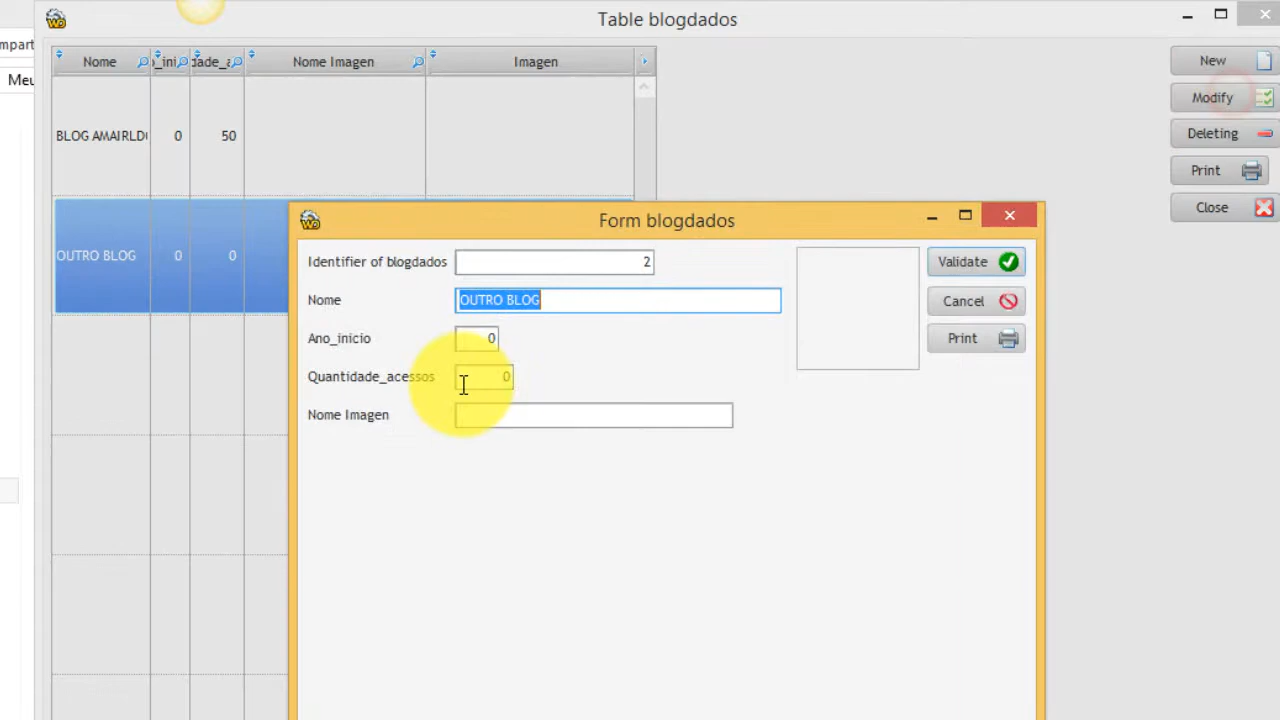 Table blogdados
mpart
Meu
Nome
o_ini
dade_a
Nome Imagen
Imagen
New
Modify
Deleting
Print
Close
BLOG AMAIRLD
0
50
OUTRO BLOG
0
0
Form blogdados
Identifier of blogdados
2
Validate
Nome
OUTRO BLOG
Cancel
Ano_inicio
0
Print
Quantidade_acessos
0
Nome Imagen